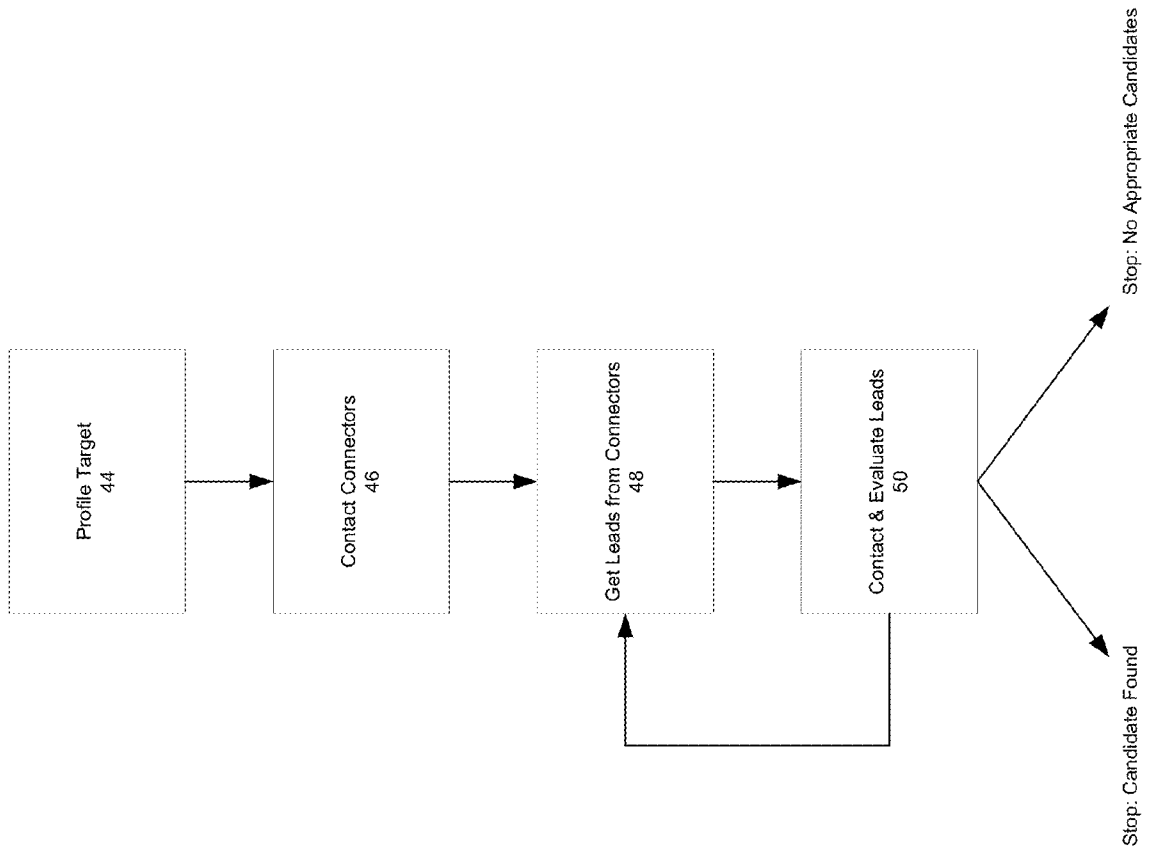 Profile Target
44
Contact Connectors
46
Get Leads from Connectors
48
Contact & Evaluate Leads
50
Stop: Candidate Found
Stop: No Appropriate Candidates